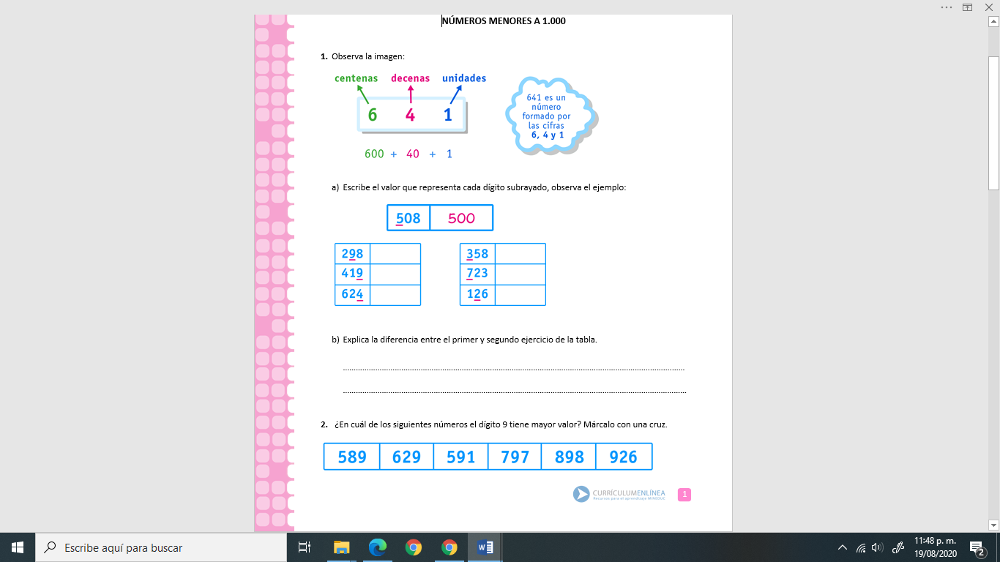 NÚMEROS MENORES A 1.000
1. Observa la imagen:
centenas decenas unidades
6 4 1
600 + 40 + 1
641 es un
número
formado por
las cifras
6, 4 y 1
a) Escribe el valor que representa cada dígito subrayado, observa el ejemplo:
508 500
298
419
624
358
723
126
b) Explica la diferencia entre el primer y segundo ejercicio de la tabla.
2. ¿En cuál de los siguientes números el dígito 9 tiene mayor valor? Márcalo con una cruz.
589 629 591 797 898 926
CURRÍCULUMENLÍNEA
Recursos para el aprendizaje MINEDUC
1
Escribe aquí para buscar
11:48 p. m.
19/08/2020
2